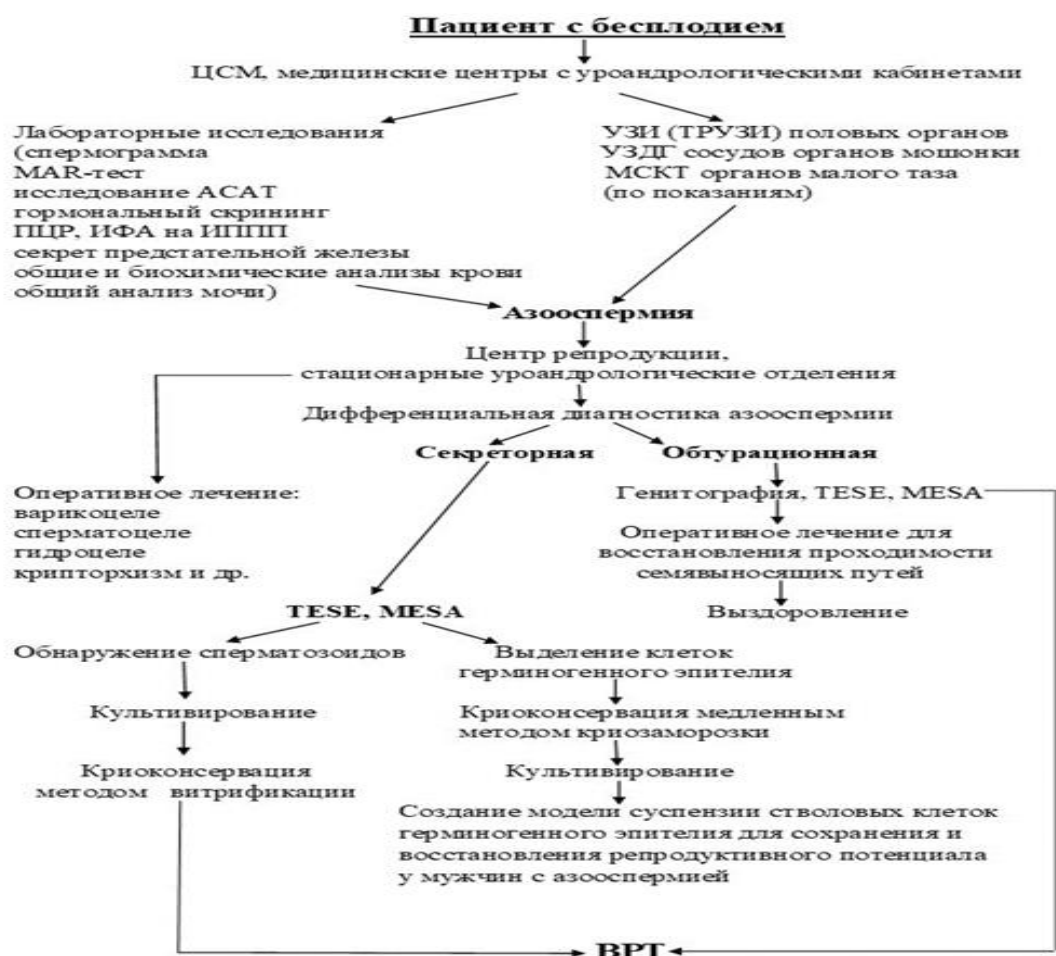 Пациент с бесплодием
ЦСМ, медицинские центры с уроандрологическими кабинетами
Лабораторные исследования
(спермограмма
MAR-тест
исследование АСАТ
гормональный скрининг
ПЦР, ИФА на ИППП
секрет предстательной железы
общие и биохимические анализы крови
общий анализ мочи)
УЗИ (ТРУЗИ) половых органов
УЗДГ сосудов органов мошонки
МСКТ органов малого таза
(по показаниям)
Азооспермия
Центр репродукции,
стационарные уроандрологические отделения
Дифференциальная диагностика азооспермии
Секреторная
Обтурационная
Оперативное лечение:
варикоцеле
сперматоцеле
гидроцеле
крипторхизм и др.
Генитография, TESE, MESA
Оперативное лечение для
восстановления проходимости
семявыносящих путей
Выздоровление
TESE, MESA
Обнаружение сперматозоидов
Культивирование
Криоконсервация
методом витрификации
Выделение клеток
герминогенного эпителия
Криоконсервация медленным
методом криозаморозки
Культивирование
Создание модели суспензии стволовых клеток
герминогенного эпителия для сохранения и
восстановления репродуктивного потенциала
у мужчин с азооспермией
ВРТ